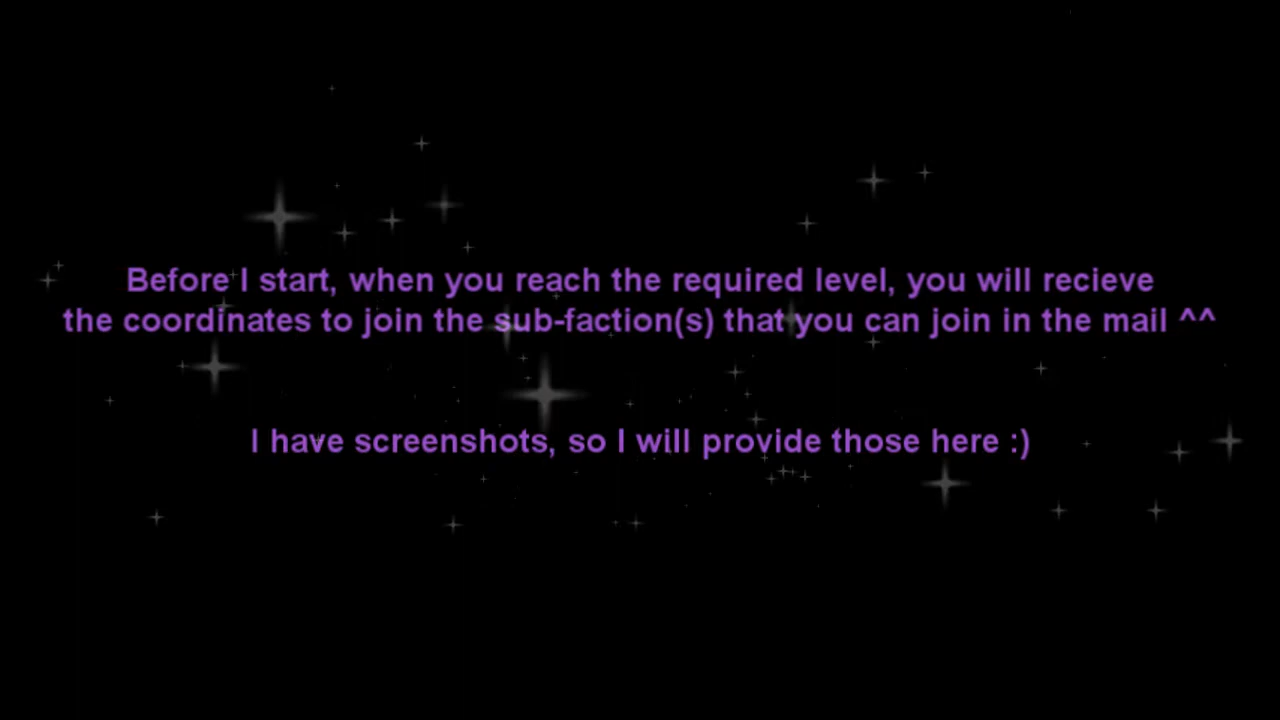 Before I start, when you reach the required level, you will recieve
the coordinates to join the sub-faction(s) that you can join in the mail ^^
I have screenshots, so I will provide those here :)